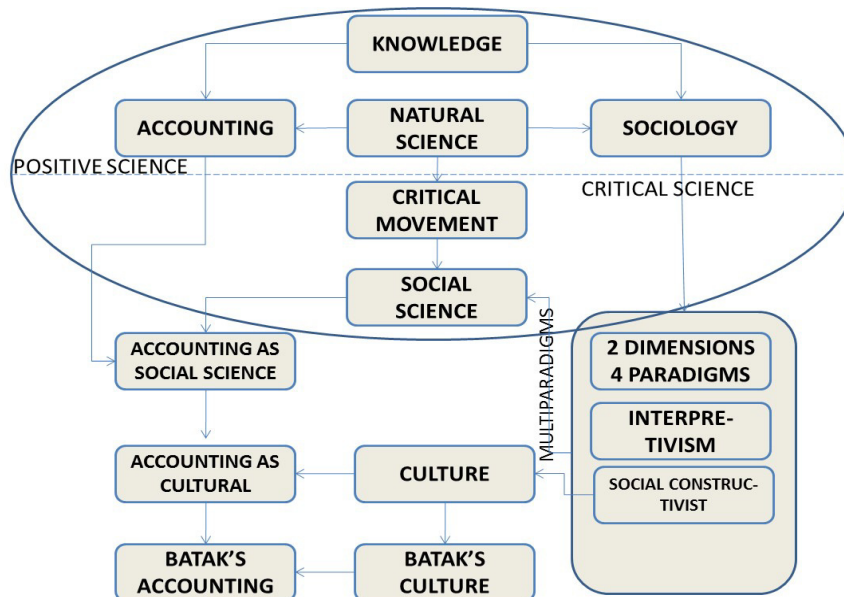 KNOWLEDGE
ACCOUNTING
NATURAL
SCIENCE
SOCIOLOGY
POSITIVE SCIENCE
CRITICAL SCIENCE
CRITICAL
MOVEMENT
SOCIAL
SCIENCE
MULTIPARADIGMS
ACCOUNTING AS
SOCIAL SCIENCE
2 DIMENSIONS
4 PARADIGMS
INTERPRE-
TIVISM
SOCIAL CONSTRUC-
TIVIST
ACCOUNTING AS
CULTURAL
CULTURE
BATAK'S
ACCOUNTING
BATAK'S
CULTURE